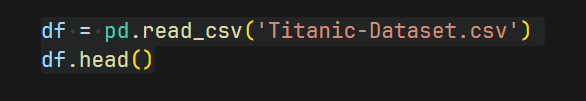 df = pd.read_csv('Titanic-Dataset.csv')
df.head()